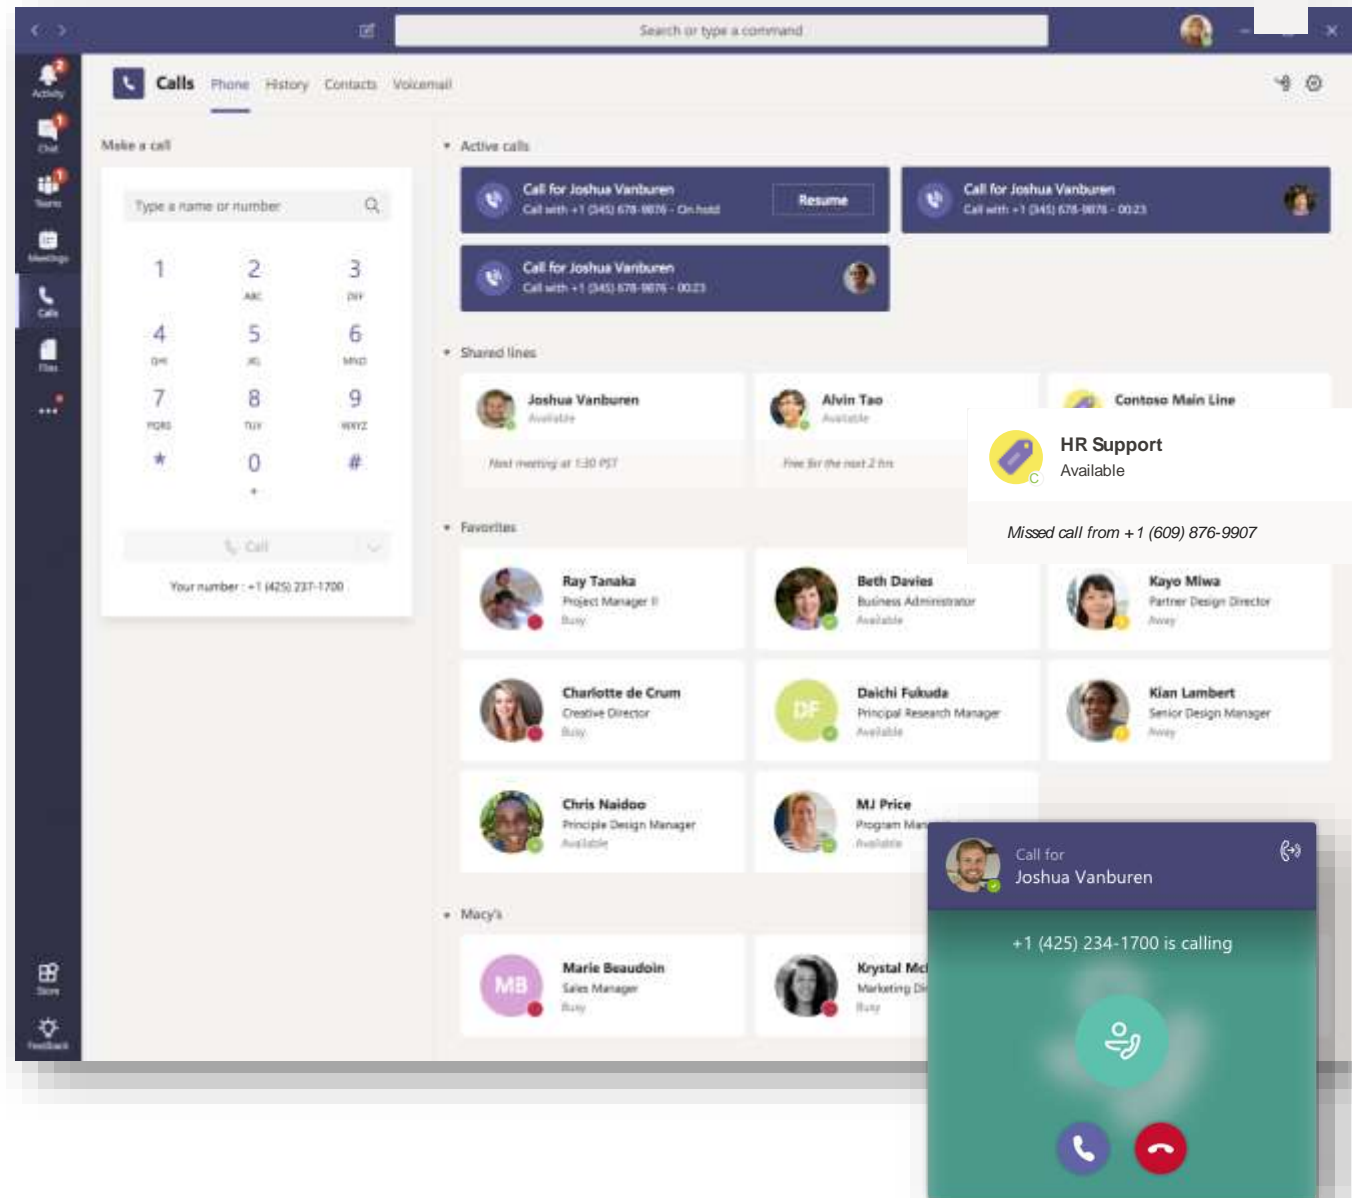 Search or type a command
2
Activity
Calls
Phone
History
Contacts
Voicemail
1
Chat
1
Teams
Meetings
Calls
Files
Store
Feedback
Make a call
Type a name or number
1
2
3
ABC
DEF
4
5
6
GHI
JKL
MNO
7
8
9
PQRS
TUV
WXYZ
*
0
#
+
Call
Your number : +1 (425) 237-1700
Active calls
Call for Joshua Vanburen
Call with +1 (345) 678-9876 - On hold
Resume
Call for Joshua Vanburen
Call with +1 (345) 678-9876 - 00:23
Call for Joshua Vanburen
Call with +1 (345) 678-9876 - 00:23
Shared lines
Joshua Vanburen
Available
Next meeting at 1:30 PST
Alvin Tao
Available
Free for the next 2 hrs
Contoso Main Line
HR Support
Available
C
Missed call from +1 (609) 876-9907
Favorites
Ray Tanaka
Project Manager II
Busy
Beth Davies
Business Administrator
Available
Kayo Miwa
Partner Design Director
Away
Charlotte de Crum
Creative Director
Busy
DF
Daichi Fukuda
Principal Research Manager
Available
Kian Lambert
Senior Design Manager
Away
Chris Naidoo
Principle Design Manager
Available
MJ Price
Program
Available
Macy's
MB
Marie Beaudoin
Sales Manager
Busy
Krystal
Marketing
Busy
Call for
Joshua Vanburen
+1 (425) 234-1700 is calling